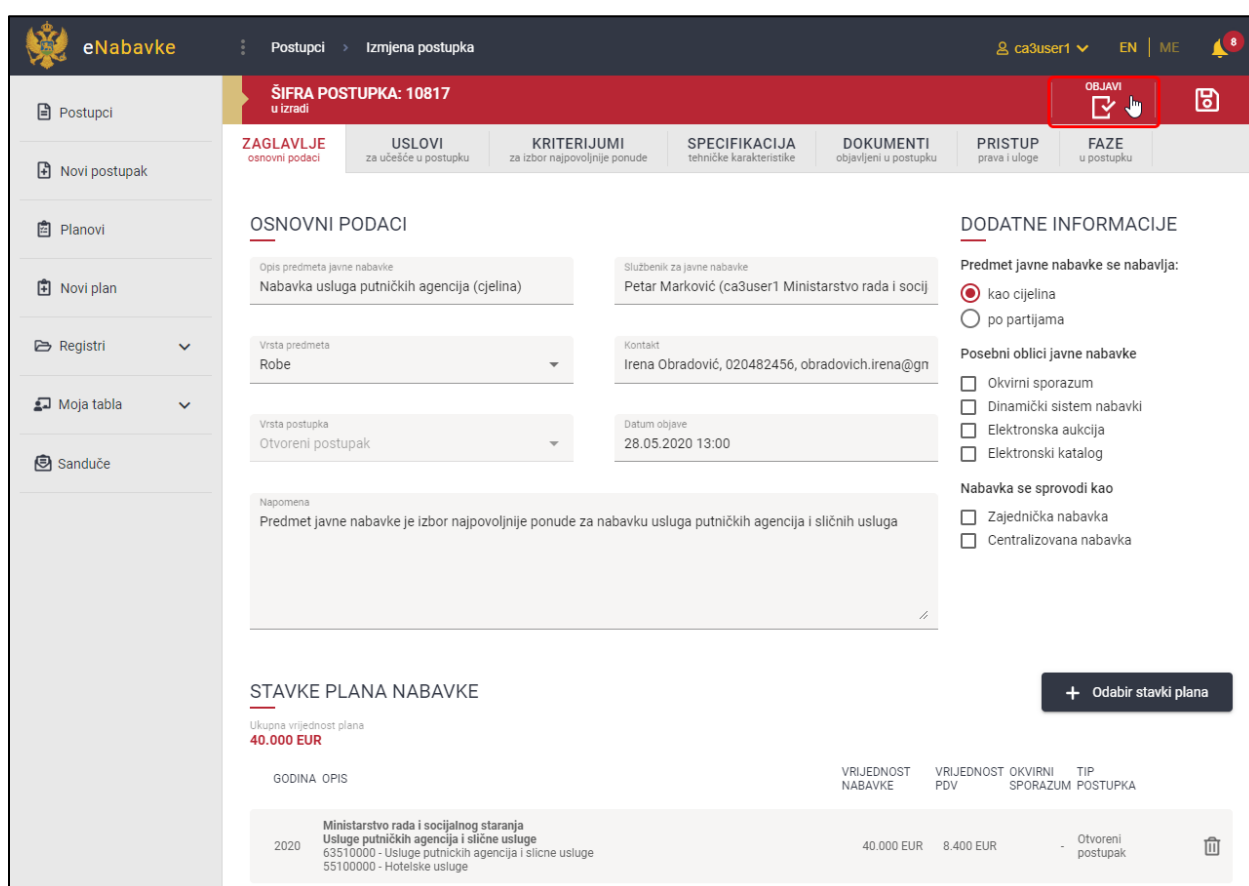 eNabavke
Postupci > Izmjena postupka
ca3user1
EN | ME
8
Postupci
Novi postupak
Planovi
Novi plan
Registri
Moja tabla
Sanduče
ŠIFRA POSTUPKA: 10817
u izradi
OBJAVI
ZAGLAVLJE
osnovni podaci
USLOVI
za učešće u postupku
KRITERIJUMI
za izbor najpovoljnije ponude
SPECIFIKACIJA
tehničke karakteristike
DOKUMENTI
objavljeni u postupku
PRISTUP
prava i uloge
FAZE
u postupku
OSNOVNI PODACI
Opis predmeta javne nabavke
Nabavka usluga putničkih agencija (cjelina)
Službenik za javne nabavke
Petar Marković (ca3user1 Ministarstvo rada i socij
Vrsta predmeta
Robe
Kontakt
Irena Obradović, 020482456, obradovich.irena@gn
Vrsta postupka
Otvoreni postupak
Datum objave
28.05.2020 13:00
Napomena
Predmet javne nabavke je izbor najpovoljnije ponude za nabavku usluga putničkih agencija i sličnih usluga
DODATNE INFORMACIJE
Predmet javne nabavke se nabavlja:
kao cijelina
po partijama
Posebni oblici javne nabavke
Okvirni sporazum
Dinamički sistem nabavki
Elektronska aukcija
Elektronski katalog
Nabavka se sprovodi kao
Zajednička nabavka
Centralizovana nabavka
STAVKE PLANA NABAVKE
+ Odabir stavki plana
Ukupna vrijednost plana
40.000 EUR
GODINA OPIS
VRIJEDNOST
NABAVKE
VRIJEDNOST
PDV
OKVIRNI
SPORAZUM
TIP
POSTUPKA
2020
Ministarstvo rada i socijalnog staranja
Usluge putničkih agencija i slične usluge
63510000 - Usluge putnickih agencija i slicne usluge
55100000 - Hotelske usluge
40.000 EUR
8.400 EUR
-
Otvoreni
postupak